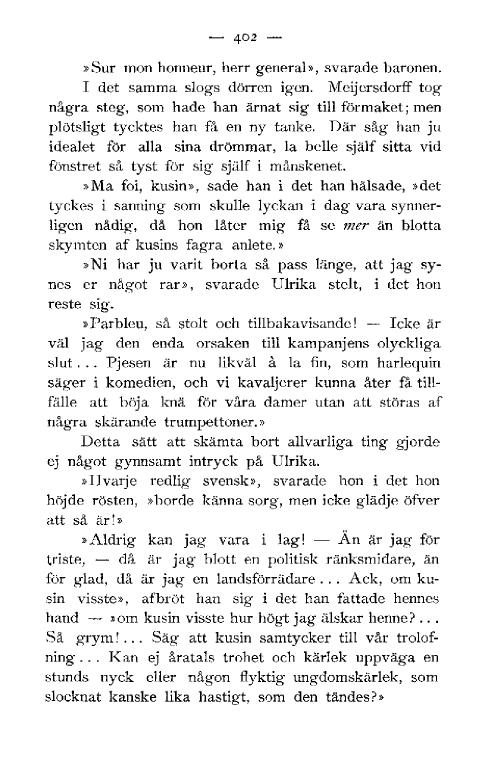 — 402 —
»Sur mon honneur, herr general», svarade baronen.
I det samma slogs dörren igen. Meijersdorff tog
några steg, som hade han ärnat sig till förmaket; men
plötsligt tycktes han få en ny tanke. Där såg han ju
idealet för alla sina drömmar, la belle själf sitta vid
fönstret så tyst för sig själf i månskenet.
»Ma foi, kusin», sade han i det han hälsade, »det
tyckes i sanning som skulle lyckan i dag vara synner-
ligen nådig, då hon låter mig få se mer än blotta
skymten af kusins fagra anlete.»
»Ni har ju varit borta så pass länge, att jag sy-
nes er något rar», svarade Ulrika stelt, i det hon
reste sig.
»Parbleu, så stolt och tillbakavisande! — Icke är
väl jag den enda orsaken till kampanjens olyckliga
slut... Pjesen är nu likväl à la fin, som harlequin
säger i komedien, och vi kavaljerer kunna åter få till-
fälle att böja knä för våra damer utan att störas af
några skärande trumpettoner.»
Detta sätt att skämta bort allvarliga ting gjorde
ej något gynnsamt intryck på Ulrika.
»Hvarje redlig svensk», svarade hon i det hon
höjde rösten, »borde känna sorg, men icke glädje öfver
att så är!»
»Aldrig kan jag vara i lag! — Än är jag för
triste, — då är jag blott en politisk ränksmidare, än
för glad, då är jag en landsförrädare... Ack, om ku-
sin visste», afbröt han sig i det han fattade hennes
hand — »om kusin visste hur högt jag älskar henne?...
Så grym!... Säg att kusin samtycker till vår trolof-
ning... Kan ej åratals trohet och kärlek uppväga en
stunds nyck eller någon flyktig ungdomskärlek, som
slocknat kanske lika hastigt, som den tändes?»